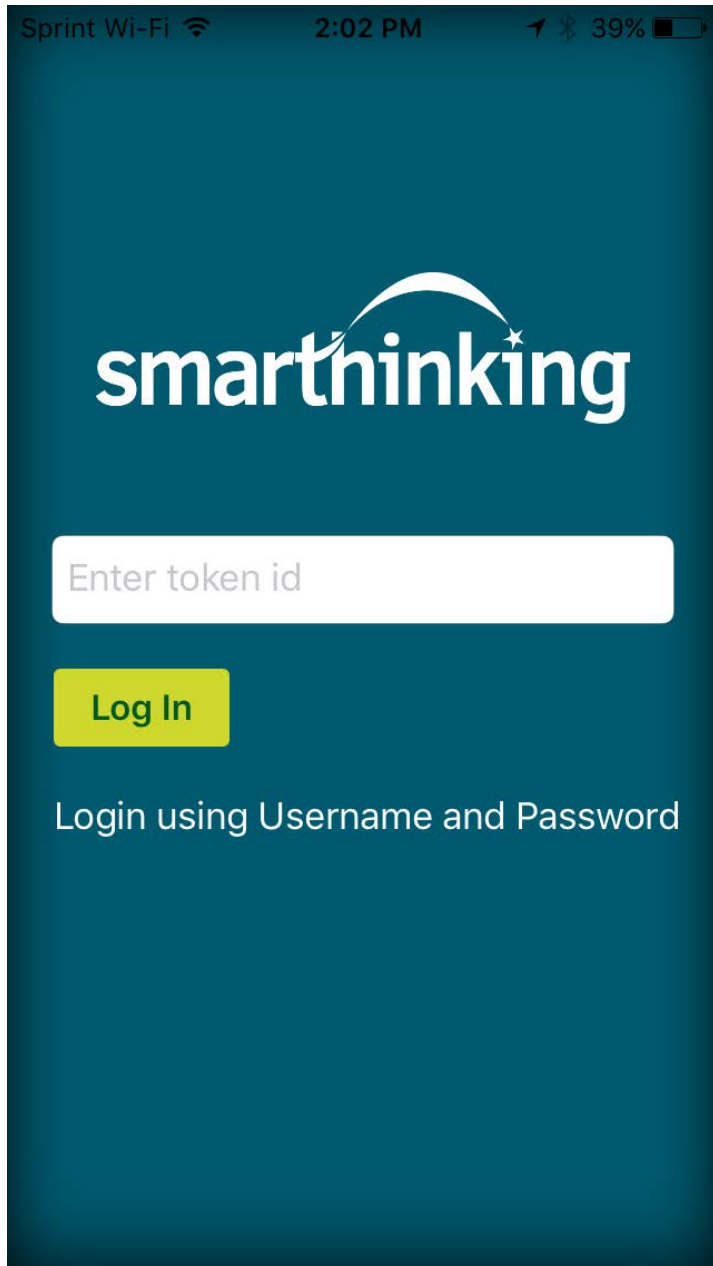 Sprint Wi-Fi 2:02 PM 39%
smarthinking
Enter token id
Log In
Login using Username and Password